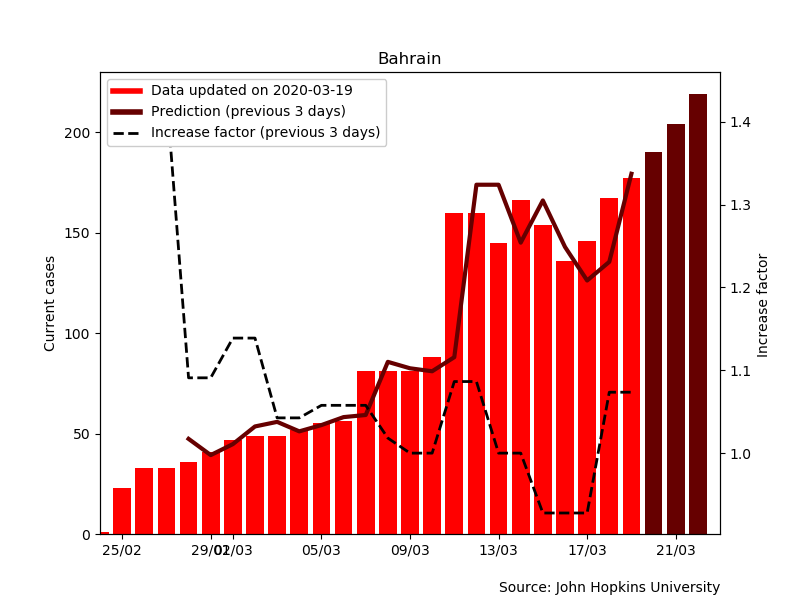 Bahrain
Data updated on 2020-03-19
Prediction (previous 3 days)
Increase factor (previous 3 days)
Current cases
0
50
100
150
200
Increase factor
1.0
1.1
1.2
1.3
1.4
25/02
29/02
01/03
05/03
09/03
13/03
17/03
21/03
Source: John Hopkins University